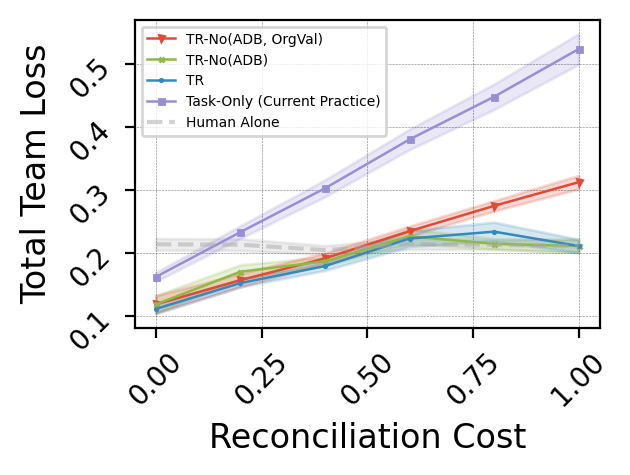 TR-No(ADB, OrgVal)
TR-No(ADB)
TR
Task-Only (Current Practice)
Human Alone
Total Team Loss
0.5
0.4
0.3
0.2
0.1
0.00
0.25
0.50
0.75
1.00
Reconciliation Cost